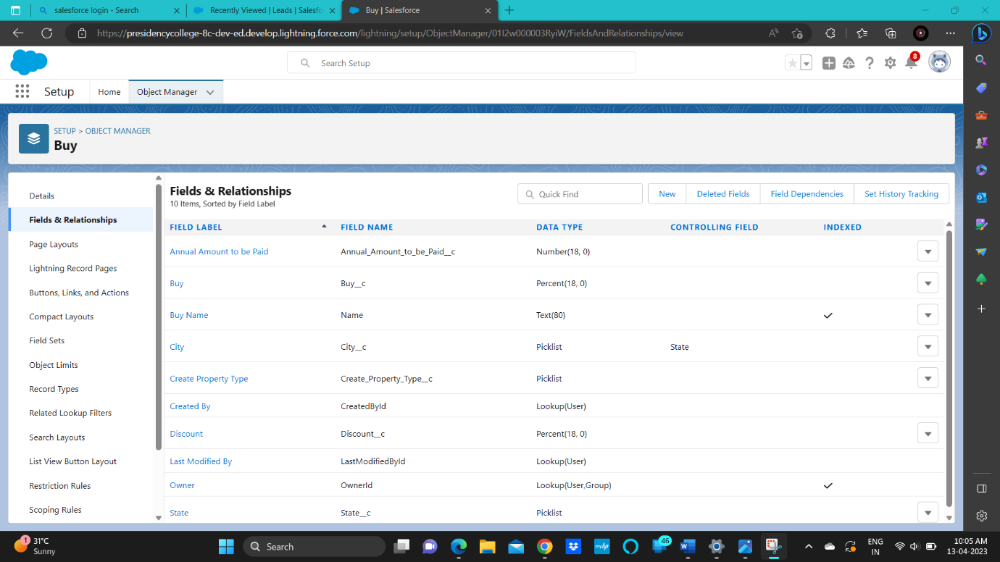 salesforce login - Search
Recently Viewed | Leads | Salesfo
Buy | Salesforce
https://presidencycollege-8c-dev-ed.develop.lightning.force.com/lightning/setup/ObjectManager/01I2w000003RyiW/FieldsAndRelationships/view
Search Setup
8
Setup
Home
Object Manager
SETUP > OBJECT MANAGER
Buy
Details
Fields & Relationships
Page Layouts
Lightning Record Pages
Buttons, Links, and Actions
Compact Layouts
Field Sets
Object Limits
Record Types
Related Lookup Filters
Search Layouts
List View Button Layout
Restriction Rules
Scoping Rules
Fields & Relationships
10 Items, Sorted by Field Label
Quick Find
New
Deleted Fields
Field Dependencies
Set History Tracking
FIELD LABEL FIELD NAME DATA TYPE CONTROLLING FIELD INDEXED
Annual Amount to be Paid Annual_Amount_to_be_Paid__c Number(18, 0)
Buy Buy__c Percent(18, 0)
Buy Name Name Text(80)
City City__c Picklist State
Create Property Type Create_Property_Type__c Picklist
Created By CreatedById Lookup(User)
Discount Discount__c Percent(18, 0)
Last Modified By LastModifiedById Lookup(User)
Owner OwnerId Lookup(User,Group)
State State__c Picklist
1
31°C
Sunny
Search
myhp
46
ENG
IN
10:05 AM
13-04-2023